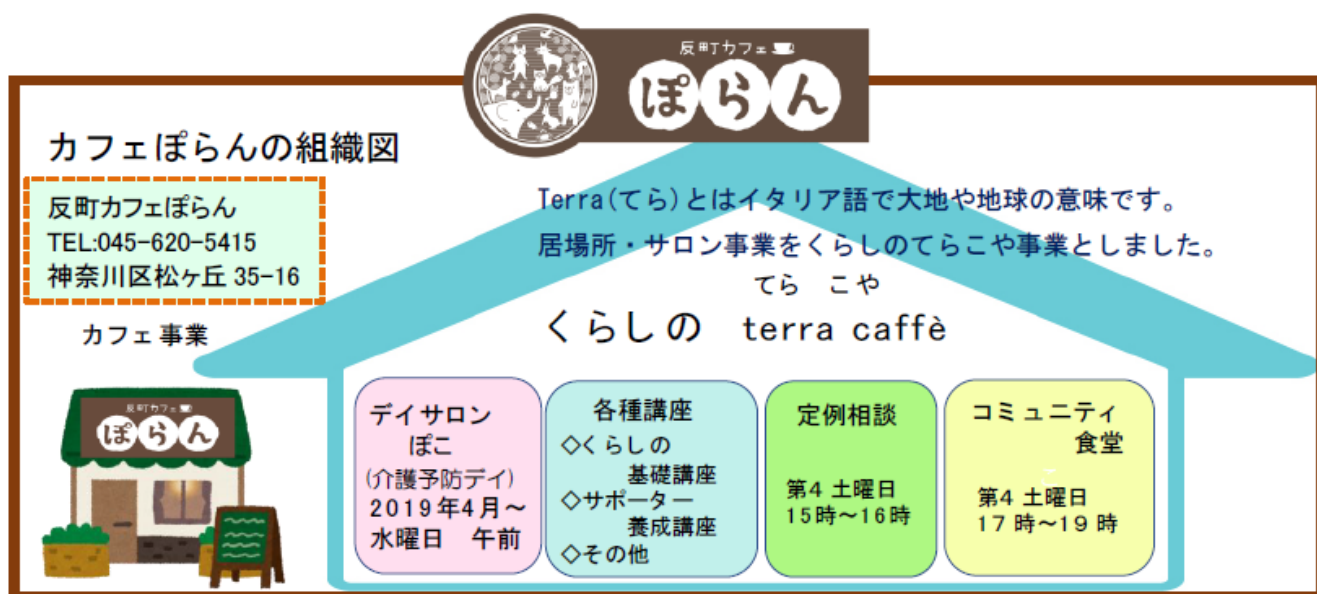 反町カフェ
ぽらん
カフェぽらんの組織図
反町カフェぽらん
TEL:045-620-5415
神奈川区松ヶ丘 35-16
Terra(てら)とはイタリア語で大地や地球の意味です。
居場所・サロン事業をくらしのてらこや事業としました。
てら こや
くらしの terra caffè
カフェ事業
反町カフェ
ぽらん
デイサロン
ぽこ
(介護予防デイ)
2019年4月～
水曜日 午前
各種講座
◇くらしの
基礎講座
◇サポーター
養成講座
◇その他
定例相談
第4 土曜日
15時～16時
コミュニティ
食堂
第4 土曜日
17時～19時